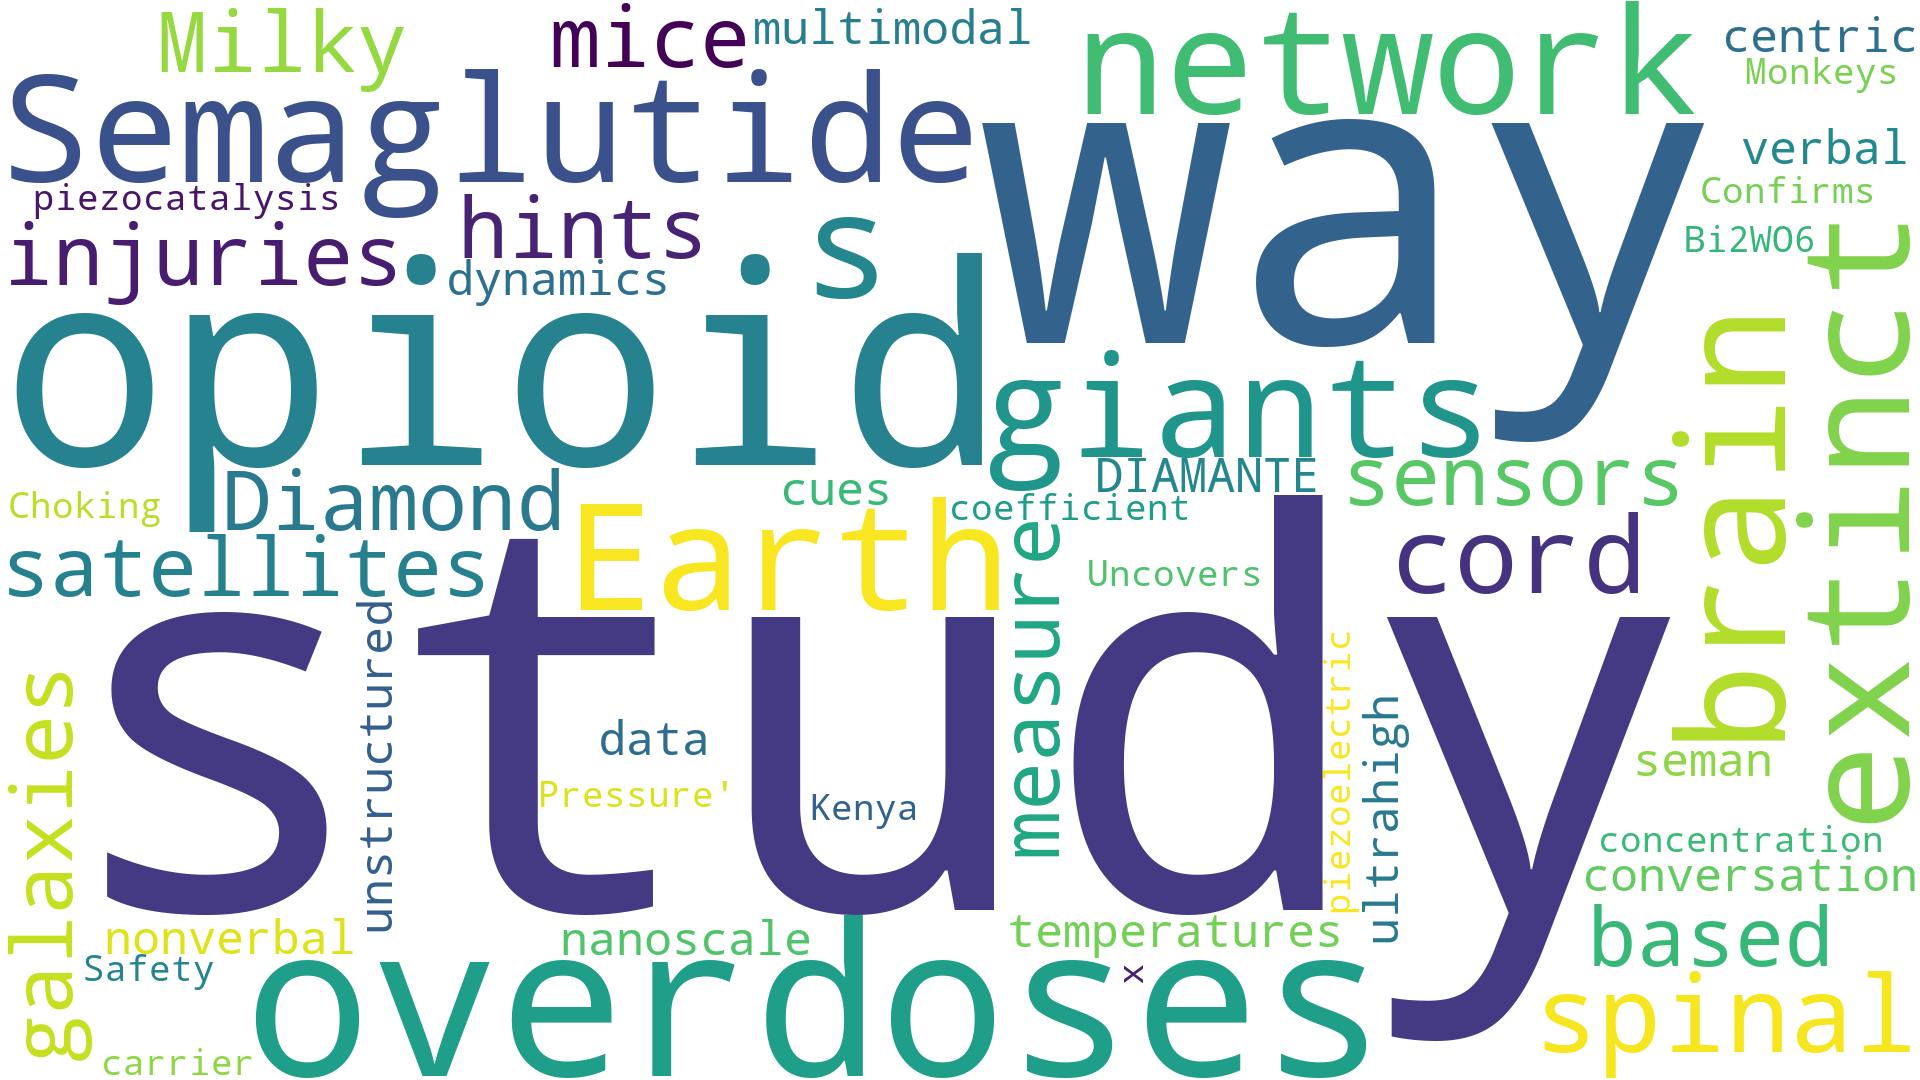 Milky
mice
multimodal
network
centric
Monkeys
Semaglutide
way
verbal
piezocatalysis
hints
s
Confirms
injuries
dynamics
Bi2WO6
opioid
giants
brain
extinct
Diamond
cues
DIAMANTE
sensors
Choking
Earth
coefficient
satellites
measure
Uncovers
cord
study
unstructured
data
piezoelectric
ultrahigh
seman
galaxies
Pressure'
Kenya
concentration
conversation
nonverbal
nanoscale
temperatures
based
Safety
overdoses
x
spinal
carrier